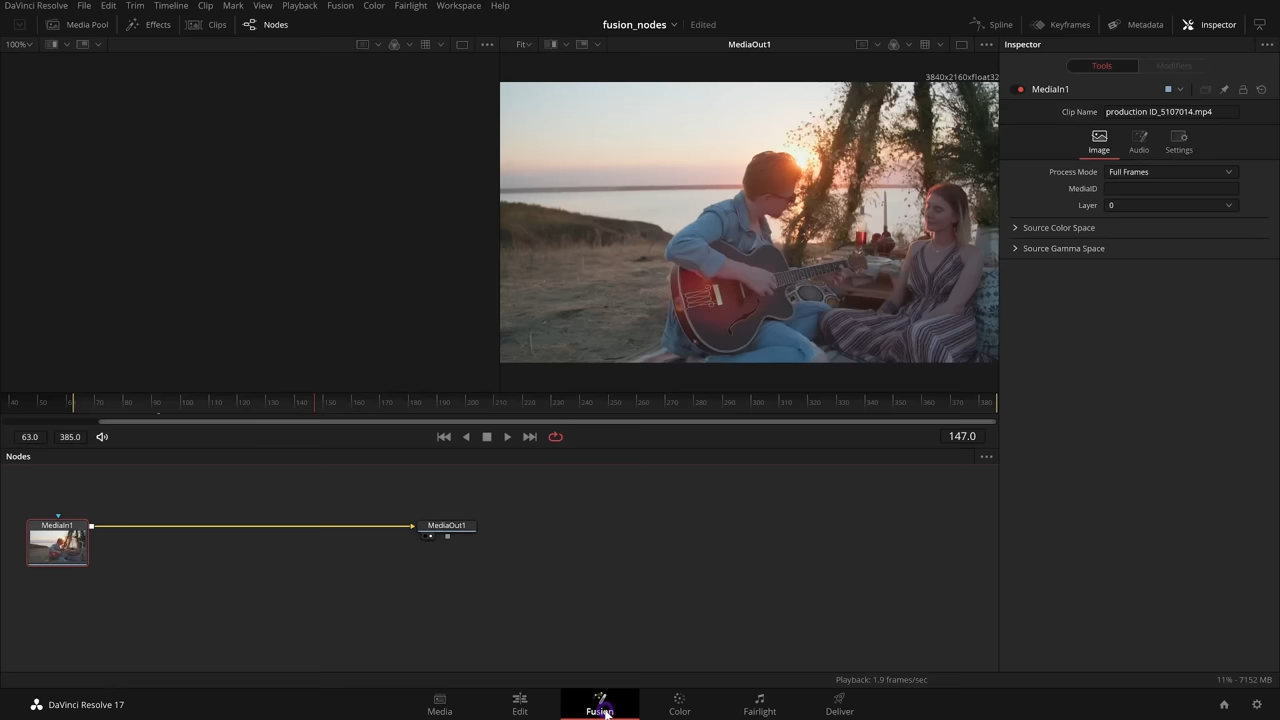 DaVinci Resolve File Edit Trim Timeline Clip Mark View Playback Fusion Color Fairlight Workspace Help
Media Pool Effects Clips Nodes fusion_nodes Edited Spline Keyframes Metadata Inspector
100% Fit MediaOut1 Inspector
Tools Modifiers
3840x2160xfloat32
MediaIn1
Clip Name production ID_5107014.mp4
Image Audio Settings
Process Mode Full Frames
MediaID
Layer 0
Source Color Space
Source Gamma Space
40 50 60 70 80 90 100 110 120 130 140 150 160 170 180 190 200 210 220 230 240 250 260 270 280 290 300 310 320 330 340 350 360 370 380
63.0 385.0 147.0
Nodes
MediaIn1 MediaOut1
Playback: 1.9 frames/sec 11% - 7152 MB
DaVinci Resolve 17 Media Edit Fusion Color Fairlight Deliver